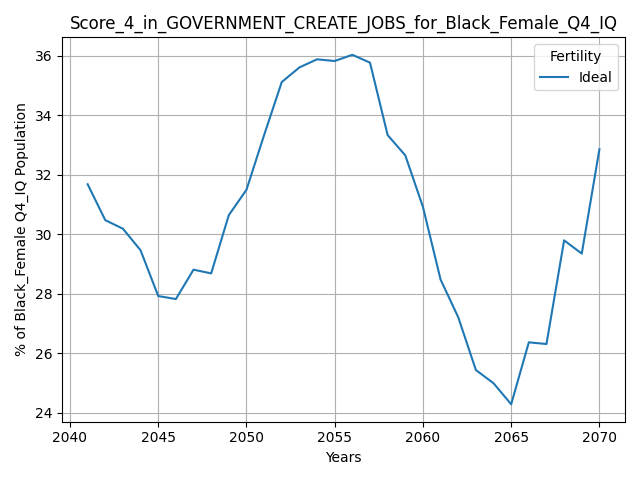 Score_4_in_GOVERNMENT_CREATE_JOBS_for_Black_Female_Q4_IQ
Fertility
Ideal
% of Black_Female Q4_IQ Population
36
34
32
30
28
26
24
2040 2045 2050 2055 2060 2065 2070
Years